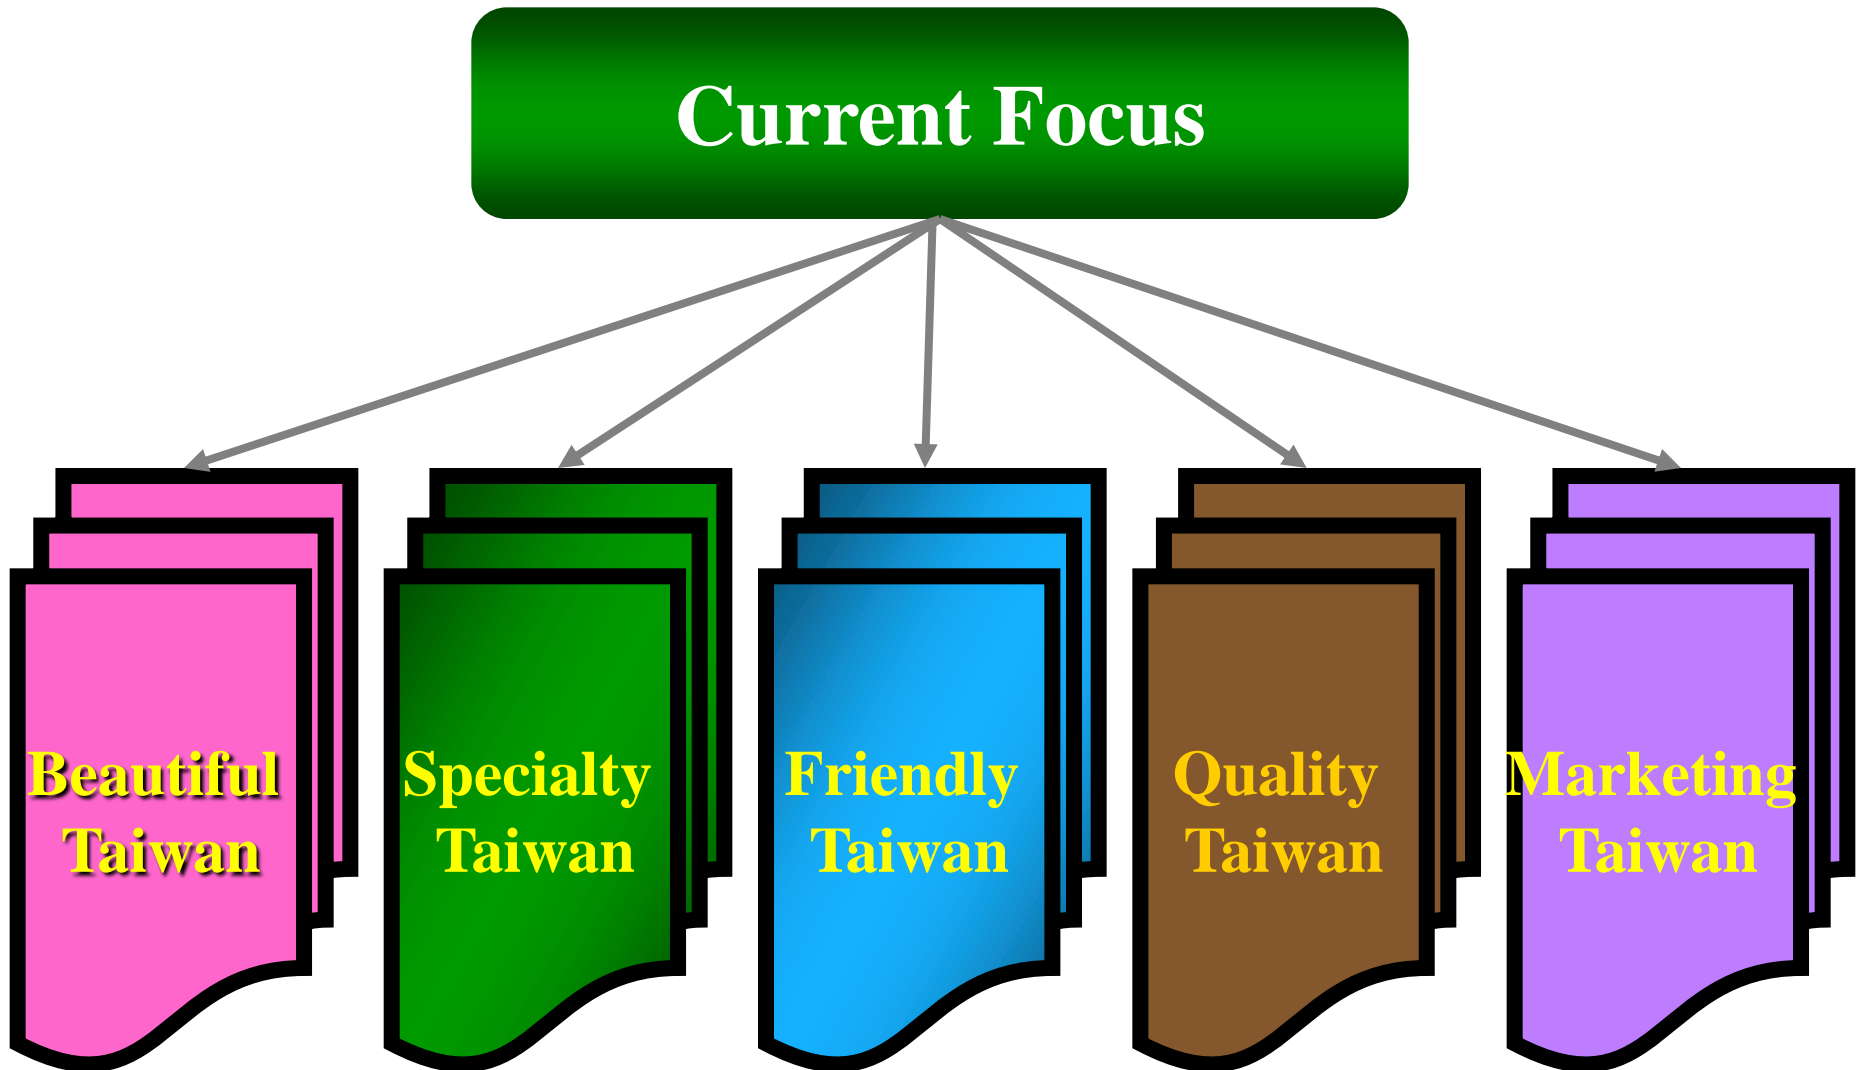 Current Focus
Beautiful
Taiwan
Specialty
Taiwan
Friendly
Taiwan
Quality
Taiwan
Marketing
Taiwan